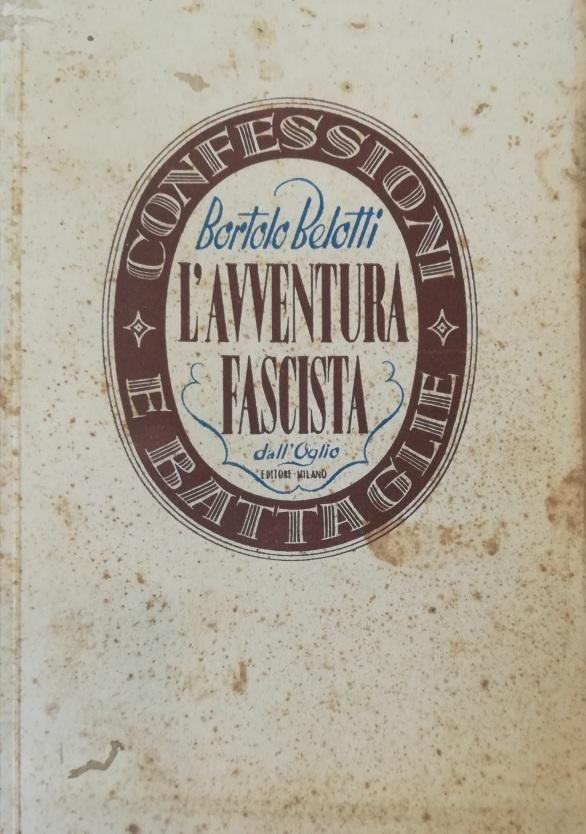 CONFESSIONI
Bortolo Belotti
L'AVVENTURA
FASCISTA
dall'Oglio
EDITORE - MILANO
E BATTAGLIE